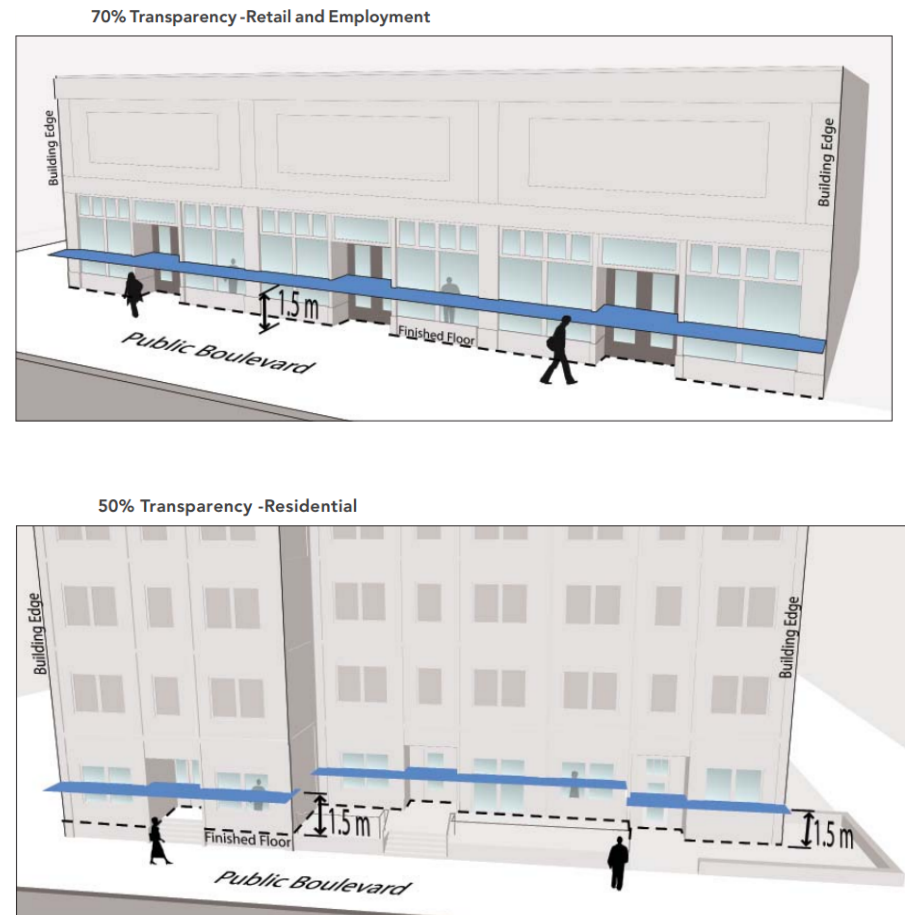 70% Transparency -Retail and Employment
Building Edge
Building Edge
1.5 m
Finished Floor
Public Boulevard
50% Transparency -Residential
Building Edge
Building Edge
1.5 m
1.5 m
Finished Floor
Public Boulevard